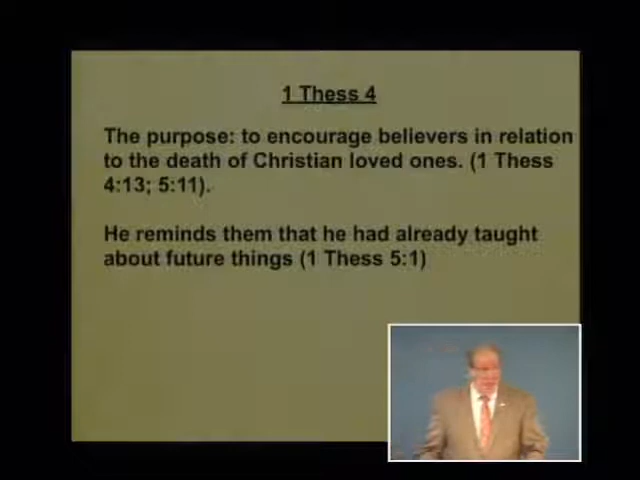 1 Thess 4
The purpose: to encourage believers in relation
to the death of Christian loved ones. (1 Thess
4:13; 5:11).
He reminds them that he had already taught
about future things (1 Thess 5:1)